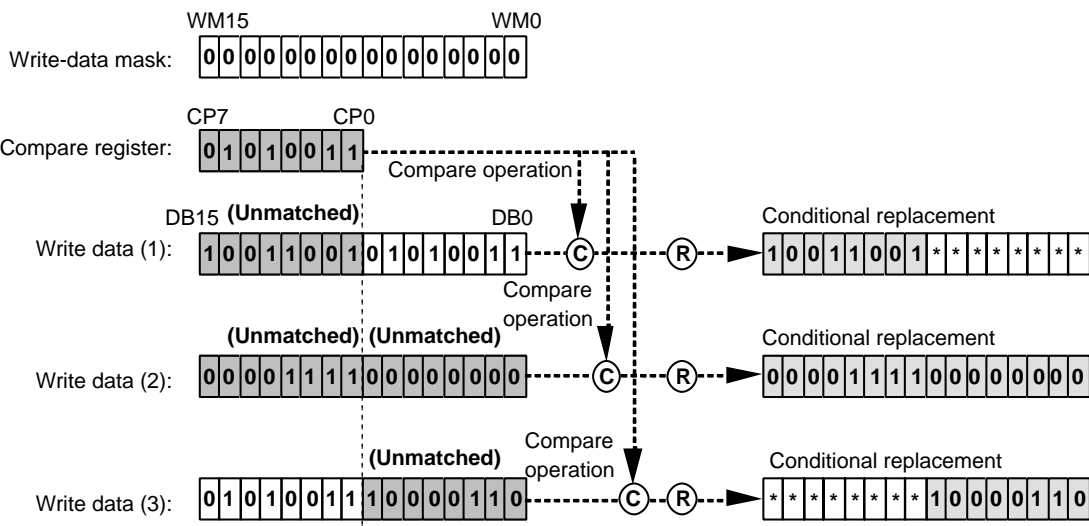 WM15 WM0
Write-data mask: 0 0 0 0 0 0 0 0 0 0 0 0 0 0 0 0
CP7 CP0
Compare register: 0 1 0 1 0 0 1 1
Compare operation
DB15 (Unmatched) DB0 Conditional replacement
Write data (1): 1 0 0 1 1 0 0 1 0 1 0 1 0 0 1 1 C R 1 0 0 1 1 0 0 1 * * * * * * * *
Compare
operation
(Unmatched) (Unmatched) Conditional replacement
Write data (2): 0 0 0 0 1 1 1 1 0 0 0 0 0 0 0 0 C R 0 0 0 0 1 1 1 1 0 0 0 0 0 0 0 0
Compare
(Unmatched) operation Conditional replacement
Write data (3): 0 1 0 1 0 0 1 1 1 0 0 0 0 1 1 0 C R * * * * * * * * 1 0 0 0 0 1 1 0